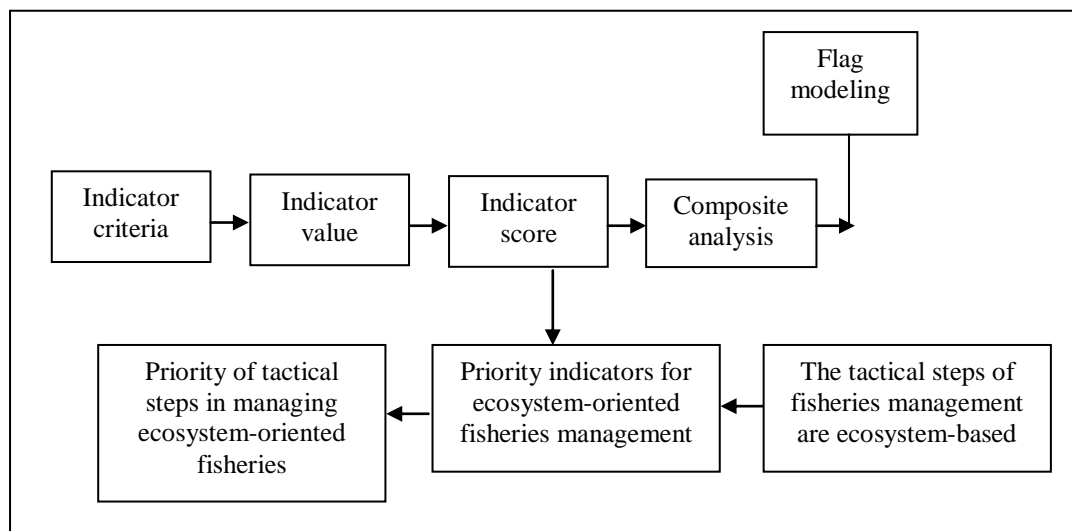 Flag
modeling
Indicator
criteria
Indicator
value
Indicator
score
Composite
analysis
Priority of tactical
steps in managing
ecosystem-oriented
fisheries
Priority indicators for
ecosystem-oriented
fisheries management
The tactical steps of
fisheries management
are ecosystem-based